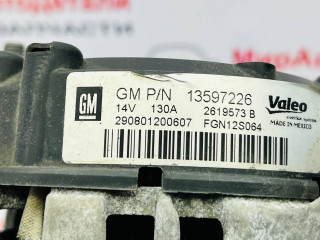 GM
GM P/N 13597226
14V 130A 2619573 B
290801200607 FGN12S064
Valeo
MADE IN MEXICO